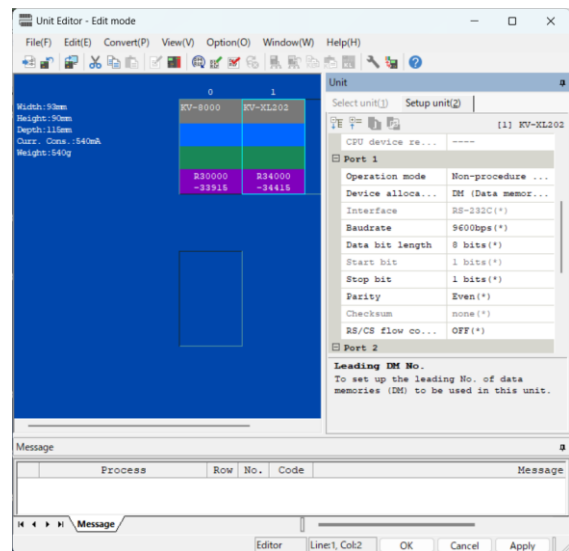 Unit Editor - Edit mode
File(F) Edit(E) Convert(P) View(V) Option(O) Window(W) Help(H)
0 1
KV-8000 KV-XL202
Width:93mm
Height:90mm
Depth:115mm
Curr. Cons.:540mA
Weight:540g
R30000 R34000
-33915 -34415
Unit
Select unit(1) Setup unit(2)
[1] KV-XL202
CPU device re... ----
Port 1
Operation mode Non-procedure ...
Device alloca... DM (Data memor...
Interface RS-232C(*)
Baudrate 9600bps(*)
Data bit length 8 bits(*)
Start bit 1 bits(*)
Stop bit 1 bits(*)
Parity Even(*)
Checksum none(*)
RS/CS flow co... OFF(*)
Port 2
Leading DM No.
To set up the leading No. of data
memories (DM) to be used in this unit.
Message
Process Row No. Code Message
Message
Editor Line:1, Col:2 OK Cancel Apply